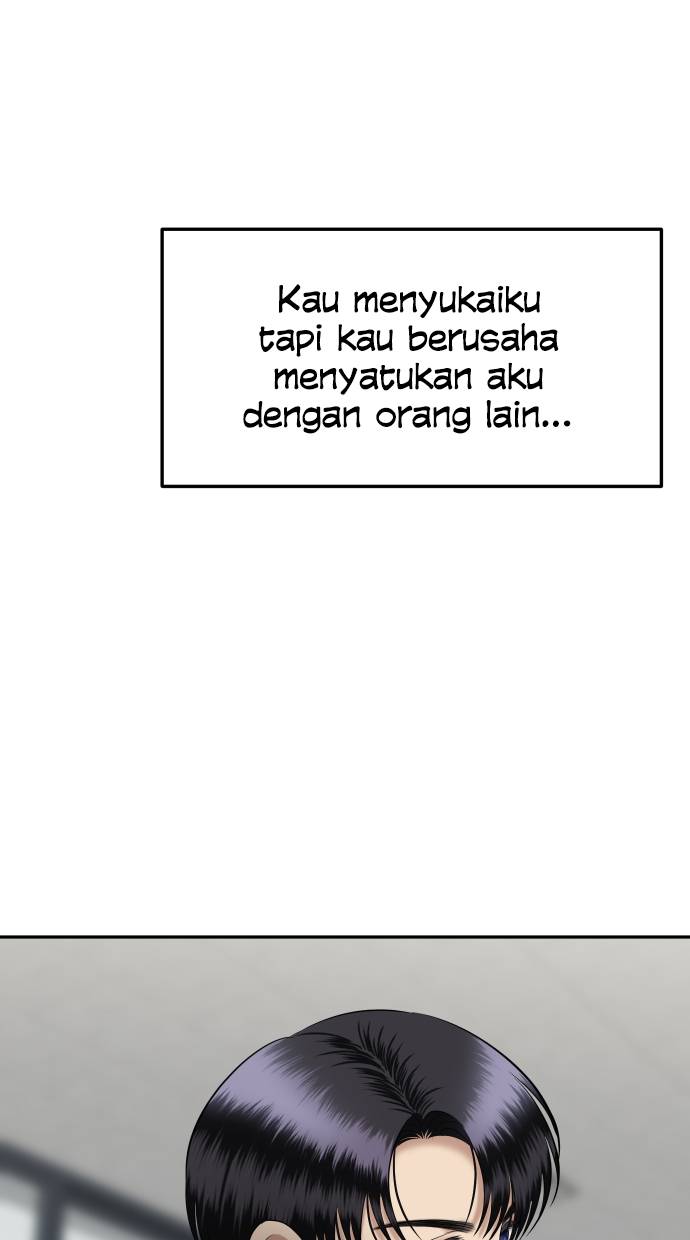 Kau menyukaiku
tapi kau berusaha
menyatukan aku
dengan orang lain...